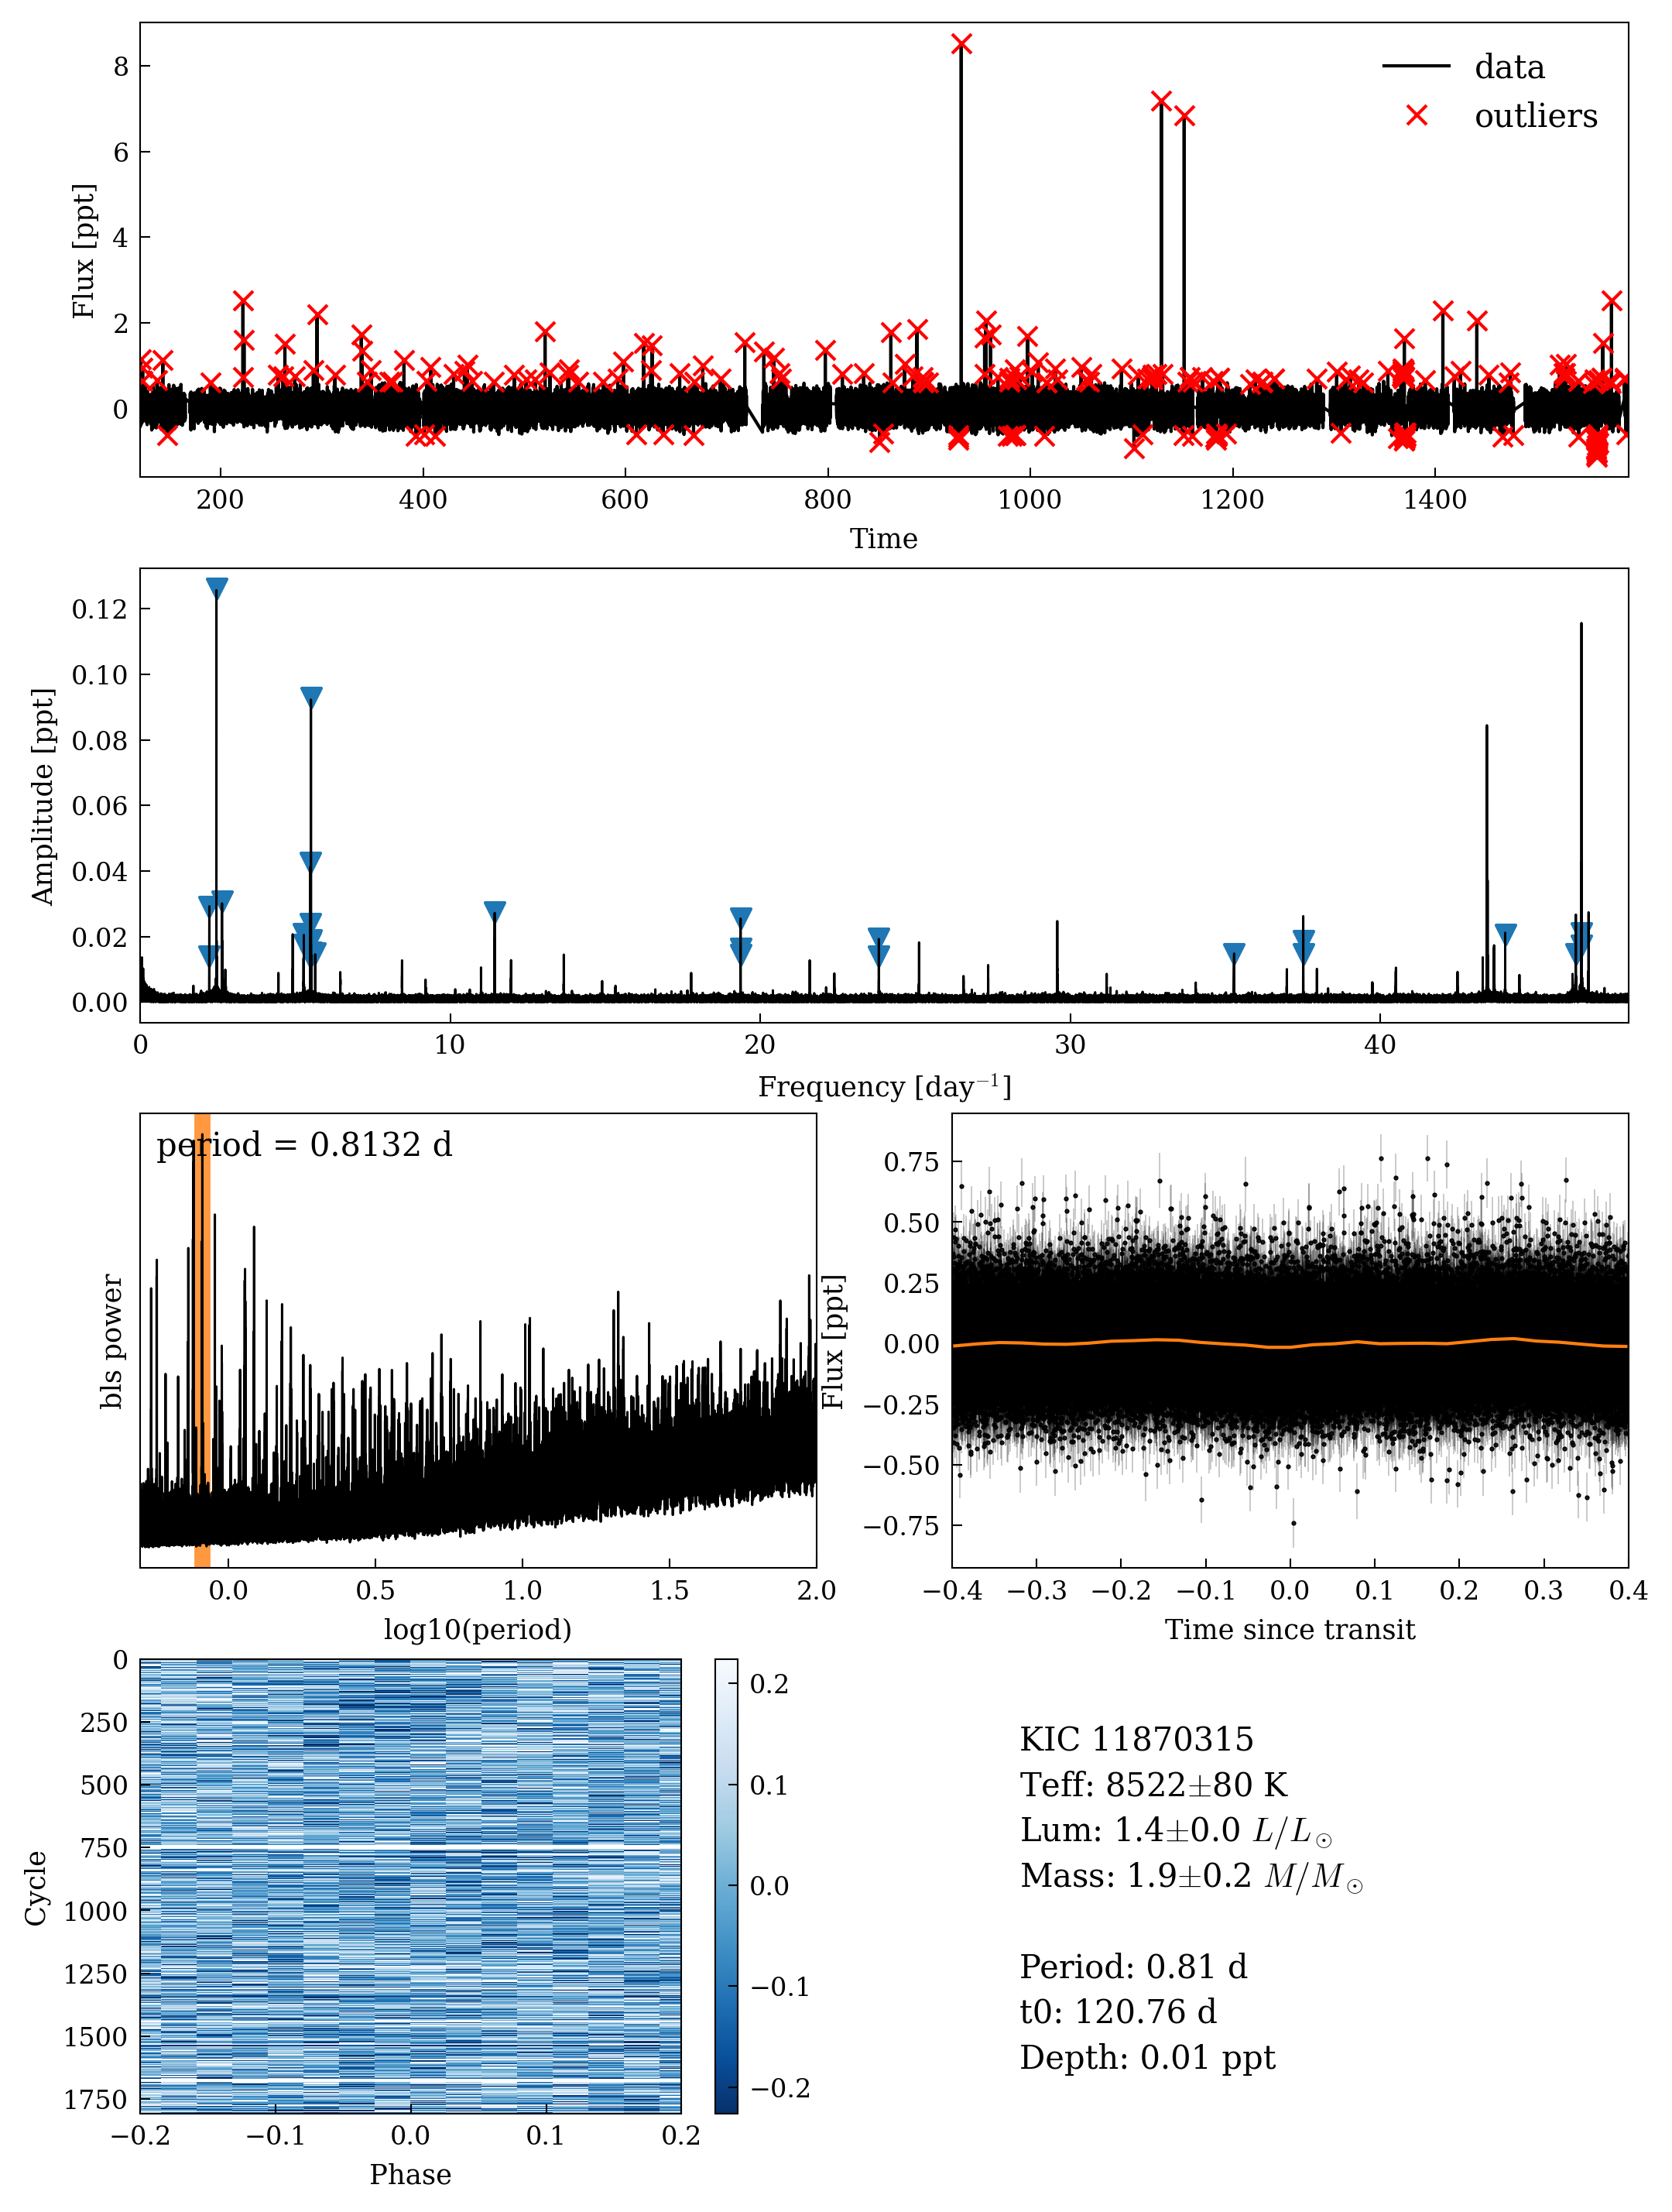 8
6
4
2
0
Flux [ppt]
data
outliers
200 400 600 800 1000 1200 1400
Time
0.12
0.10
0.08
0.06
0.04
0.02
0.00
Amplitude [ppt]
0 10 20 30 40
Frequency [day⁻¹]
period = 0.8132 d
bls power
0.0 0.5 1.0 1.5 2.0
log10(period)
0.75
0.50
0.25
0.00
−0.25
−0.50
−0.75
Flux [ppt]
−0.4 −0.3 −0.2 −0.1 0.0 0.1 0.2 0.3 0.4
Time since transit
0
250
500
750
1000
1250
1500
1750
Cycle
−0.2 −0.1 0.0 0.1 0.2
Phase
0.2
0.1
0.0
−0.1
−0.2
KIC 11870315
Teff: 8522±80 K
Lum: 1.4±0.0 L/L☉
Mass: 1.9±0.2 M/M☉
Period: 0.81 d
t0: 120.76 d
Depth: 0.01 ppt